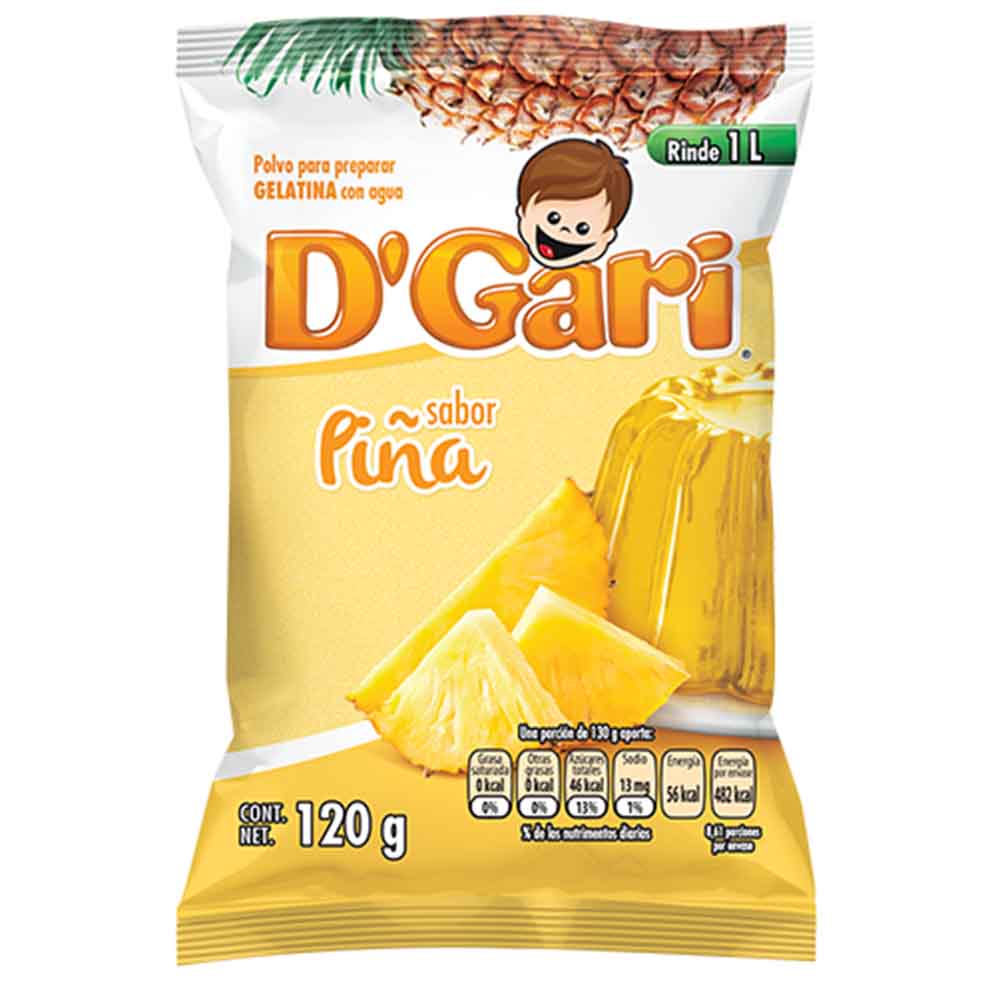 Rinde 1 L
Polvo para preparar
GELATINA con agua
D'Gari
®
sabor
Piña
Una porción de 130 g aporta:
Grasa saturada 0 kcal 0%
Otras grasas 0 kcal 0%
Azúcares totales 46 kcal 13%
Sodio 13 mg 1%
Energía 56 kcal
Energía por envase 482 kcal
% de los nutrimentos diarios
8,61 porciones
por envase
CONT.
NET. 120 g